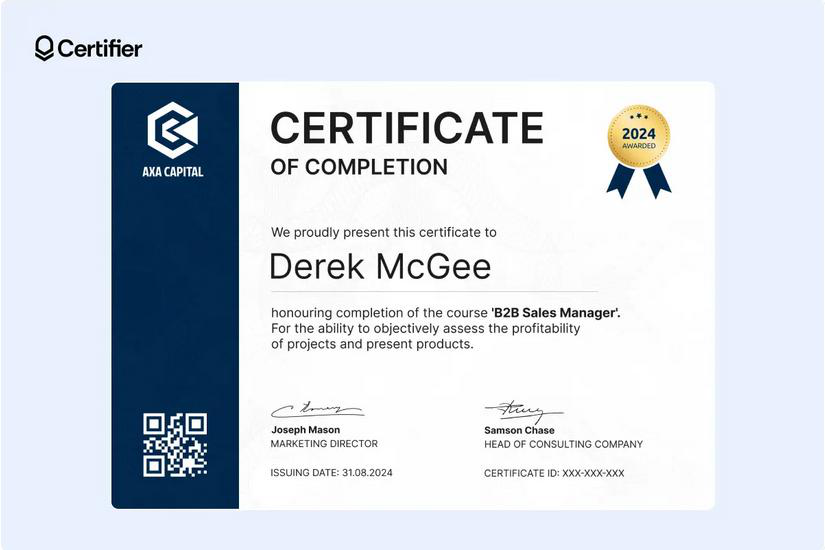 Certifier
AXA CAPITAL
CERTIFICATE
OF COMPLETION
2024
AWARDED
We proudly present this certificate to
Derek McGee
honouring completion of the course 'B2B Sales Manager'.
For the ability to objectively assess the profitability
of projects and present products.
Joseph Mason
MARKETING DIRECTOR
Samson Chase
HEAD OF CONSULTING COMPANY
ISSUING DATE: 31.08.2024
CERTIFICATE ID: XXX-XXX-XXX